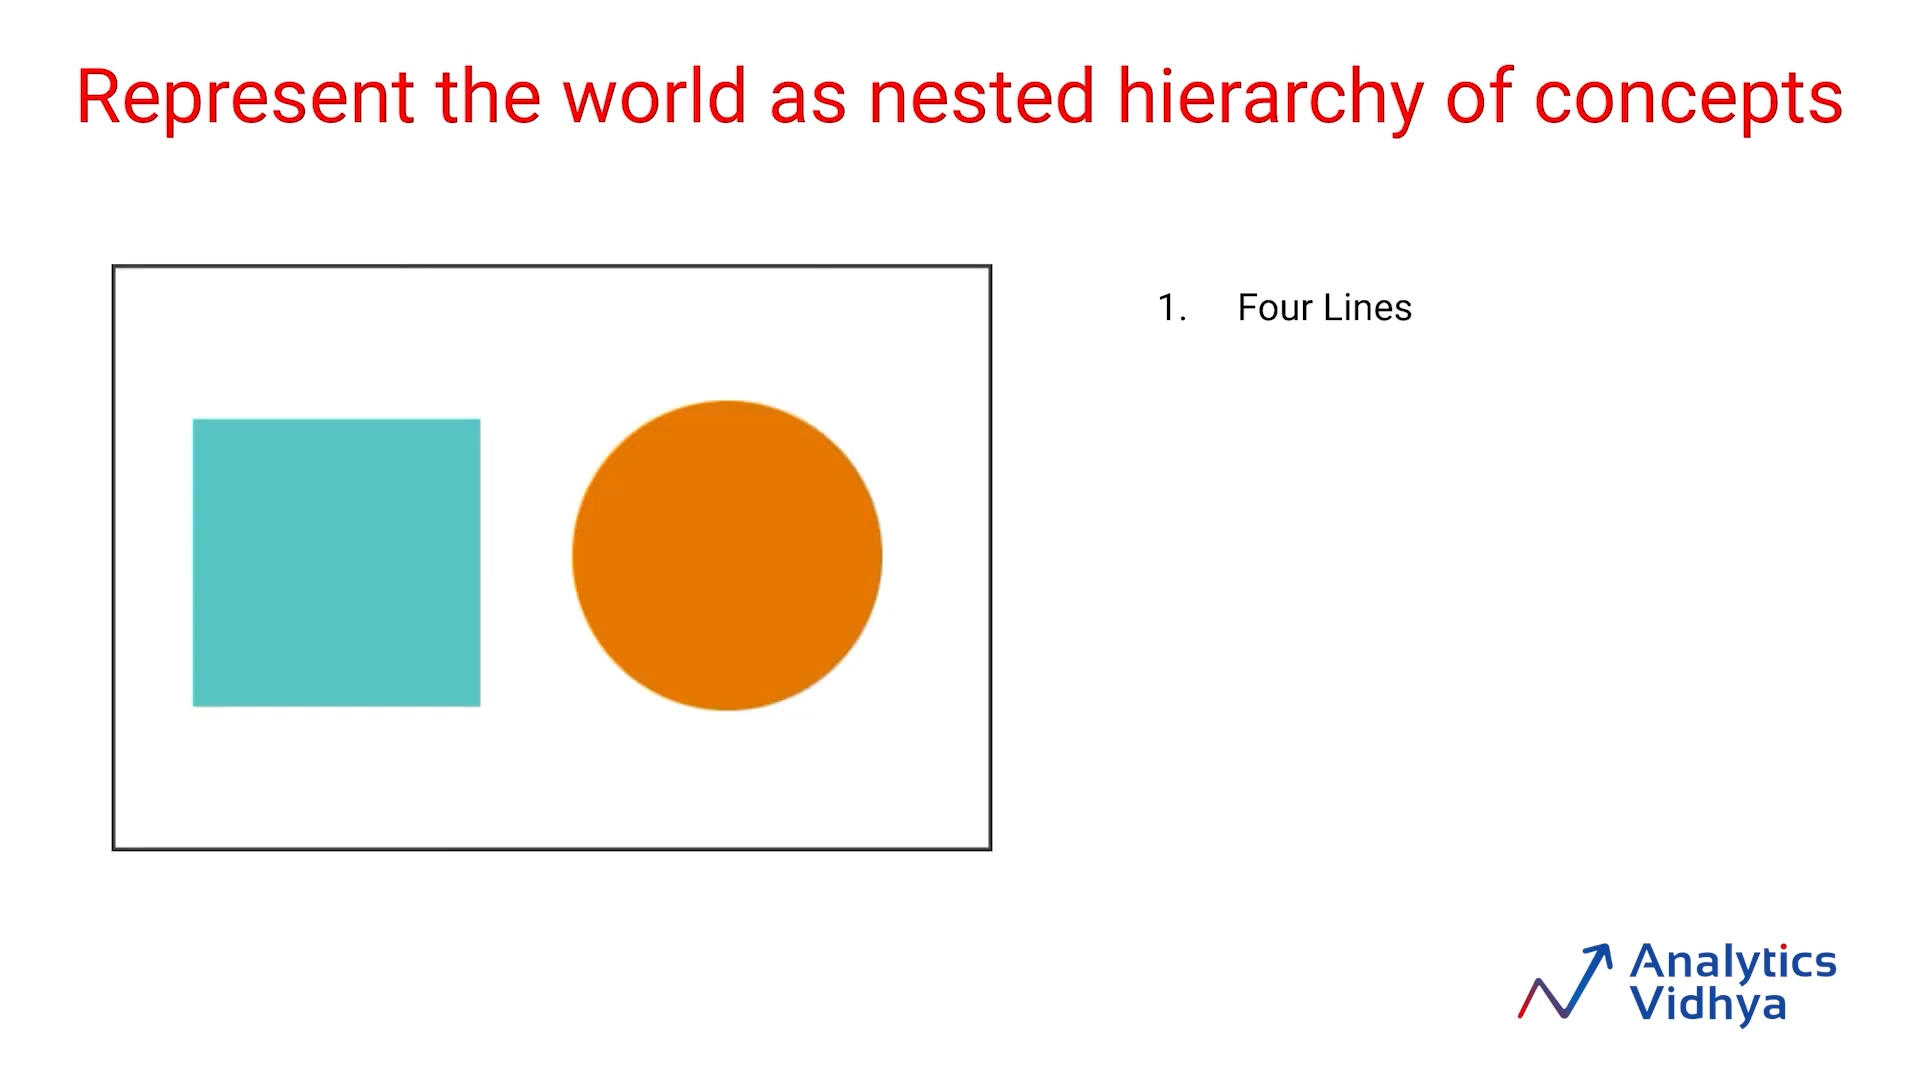 Represent the world as nested hierarchy of concepts
1. Four Lines
Analytics
Vidhya